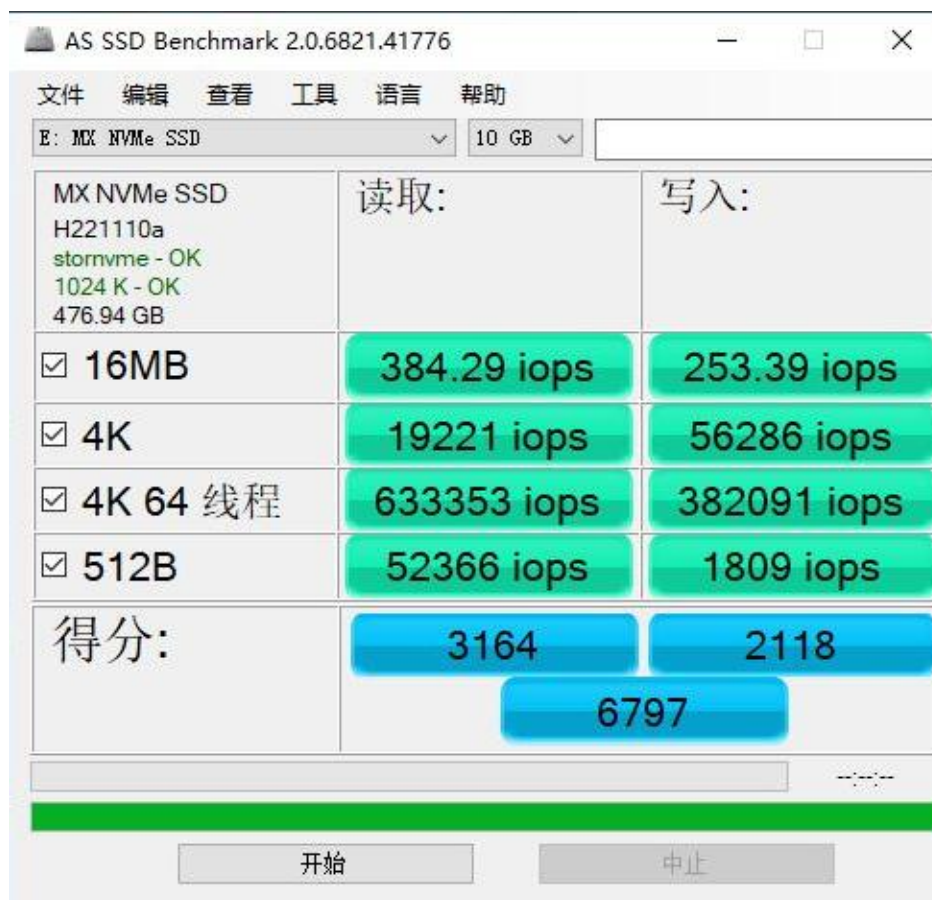 AS SSD Benchmark 2.0.6821.41776
文件 编辑 查看 工具 语言 帮助
E: MX NVMe SSD 10 GB
MX NVMe SSD
H221110a
stornvme - OK
1024 K - OK
476.94 GB
读取: 写入:
16MB 384.29 iops 253.39 iops
4K 19221 iops 56286 iops
4K 64 线程 633353 iops 382091 iops
512B 52366 iops 1809 iops
得分: 3164 2118
6797
--:--:--
开始 中止